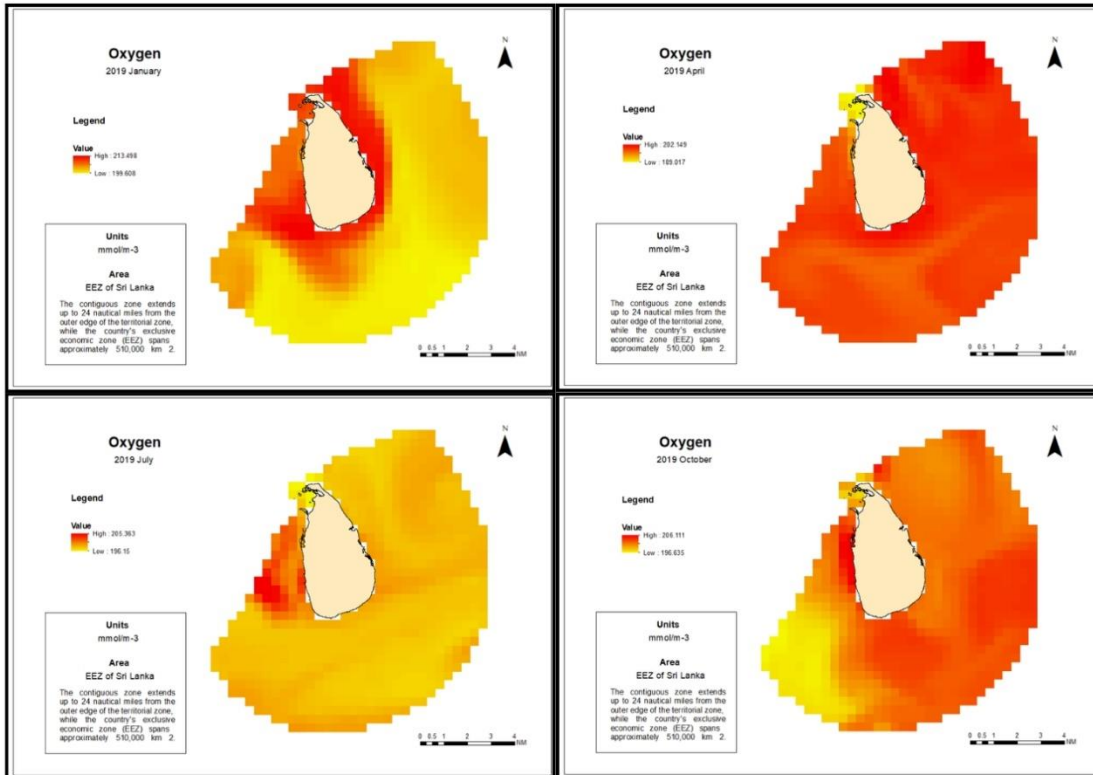 Oxygen
2019 January
N
Legend
Value
High : 213.498
Low : 199.608
Units
mmol/m-3
Area
EEZ of Sri Lanka
The contiguous zone extends
up to 24 nautical miles from the
outer edge of the territorial zone,
while the country's exclusive
economic zone (EEZ) spans
approximately 510,000 km 2.
0 0.5 1 2 3 4
NM
Oxygen
2019 April
N
Legend
Value
High : 202.149
Low : 189.017
Units
mmol/m-3
Area
EEZ of Sri Lanka
The contiguous zone extends
up to 24 nautical miles from the
outer edge of the territorial zone,
while the country's exclusive
economic zone (EEZ) spans
approximately 510,000 km 2.
0 0.5 1 2 3 4
NM
Oxygen
2019 July
N
Legend
Value
High : 205.363
Low : 196.15
Units
mmol/m-3
Area
EEZ of Sri Lanka
The contiguous zone extends
up to 24 nautical miles from the
outer edge of the territorial zone,
while the country's exclusive
economic zone (EEZ) spans
approximately 510,000 km 2.
0 0.5 1 2 3 4
NM
Oxygen
2019 October
N
Legend
Value
High : 206.111
Low : 196.635
Units
mmol/m-3
Area
EEZ of Sri Lanka
The contiguous zone extends
up to 24 nautical miles from the
outer edge of the territorial zone,
while the country's exclusive
economic zone (EEZ) spans
approximately 510,000 km 2.
0 0.5 1 2 3 4
NM